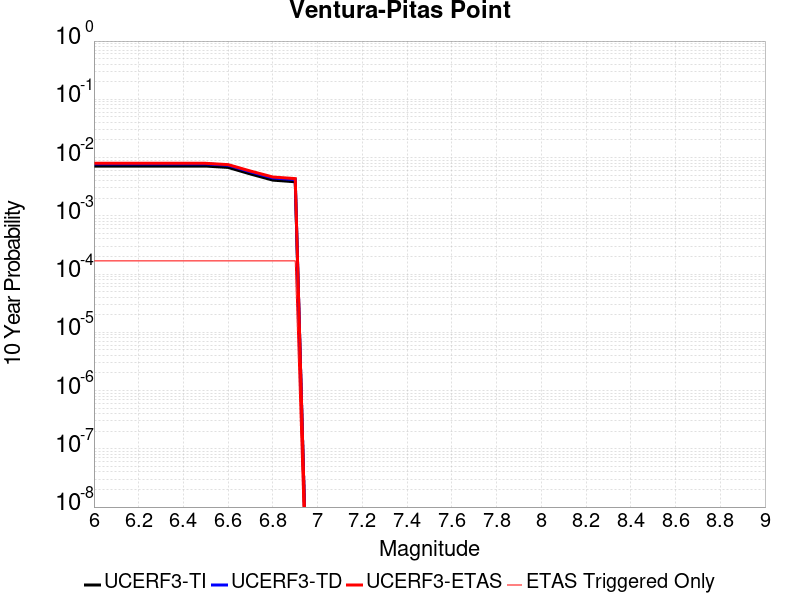 Ventura-Pitas Point
10 0
10 -1
10 -2
10 -3
10 -4
10 -5
10 -6
10 -7
10 -8
10 Year Probability
6 6.2 6.4 6.6 6.8 7 7.2 7.4 7.6 7.8 8 8.2 8.4 8.6 8.8 9
Magnitude
UCERF3-TI UCERF3-TD UCERF3-ETAS ETAS Triggered Only